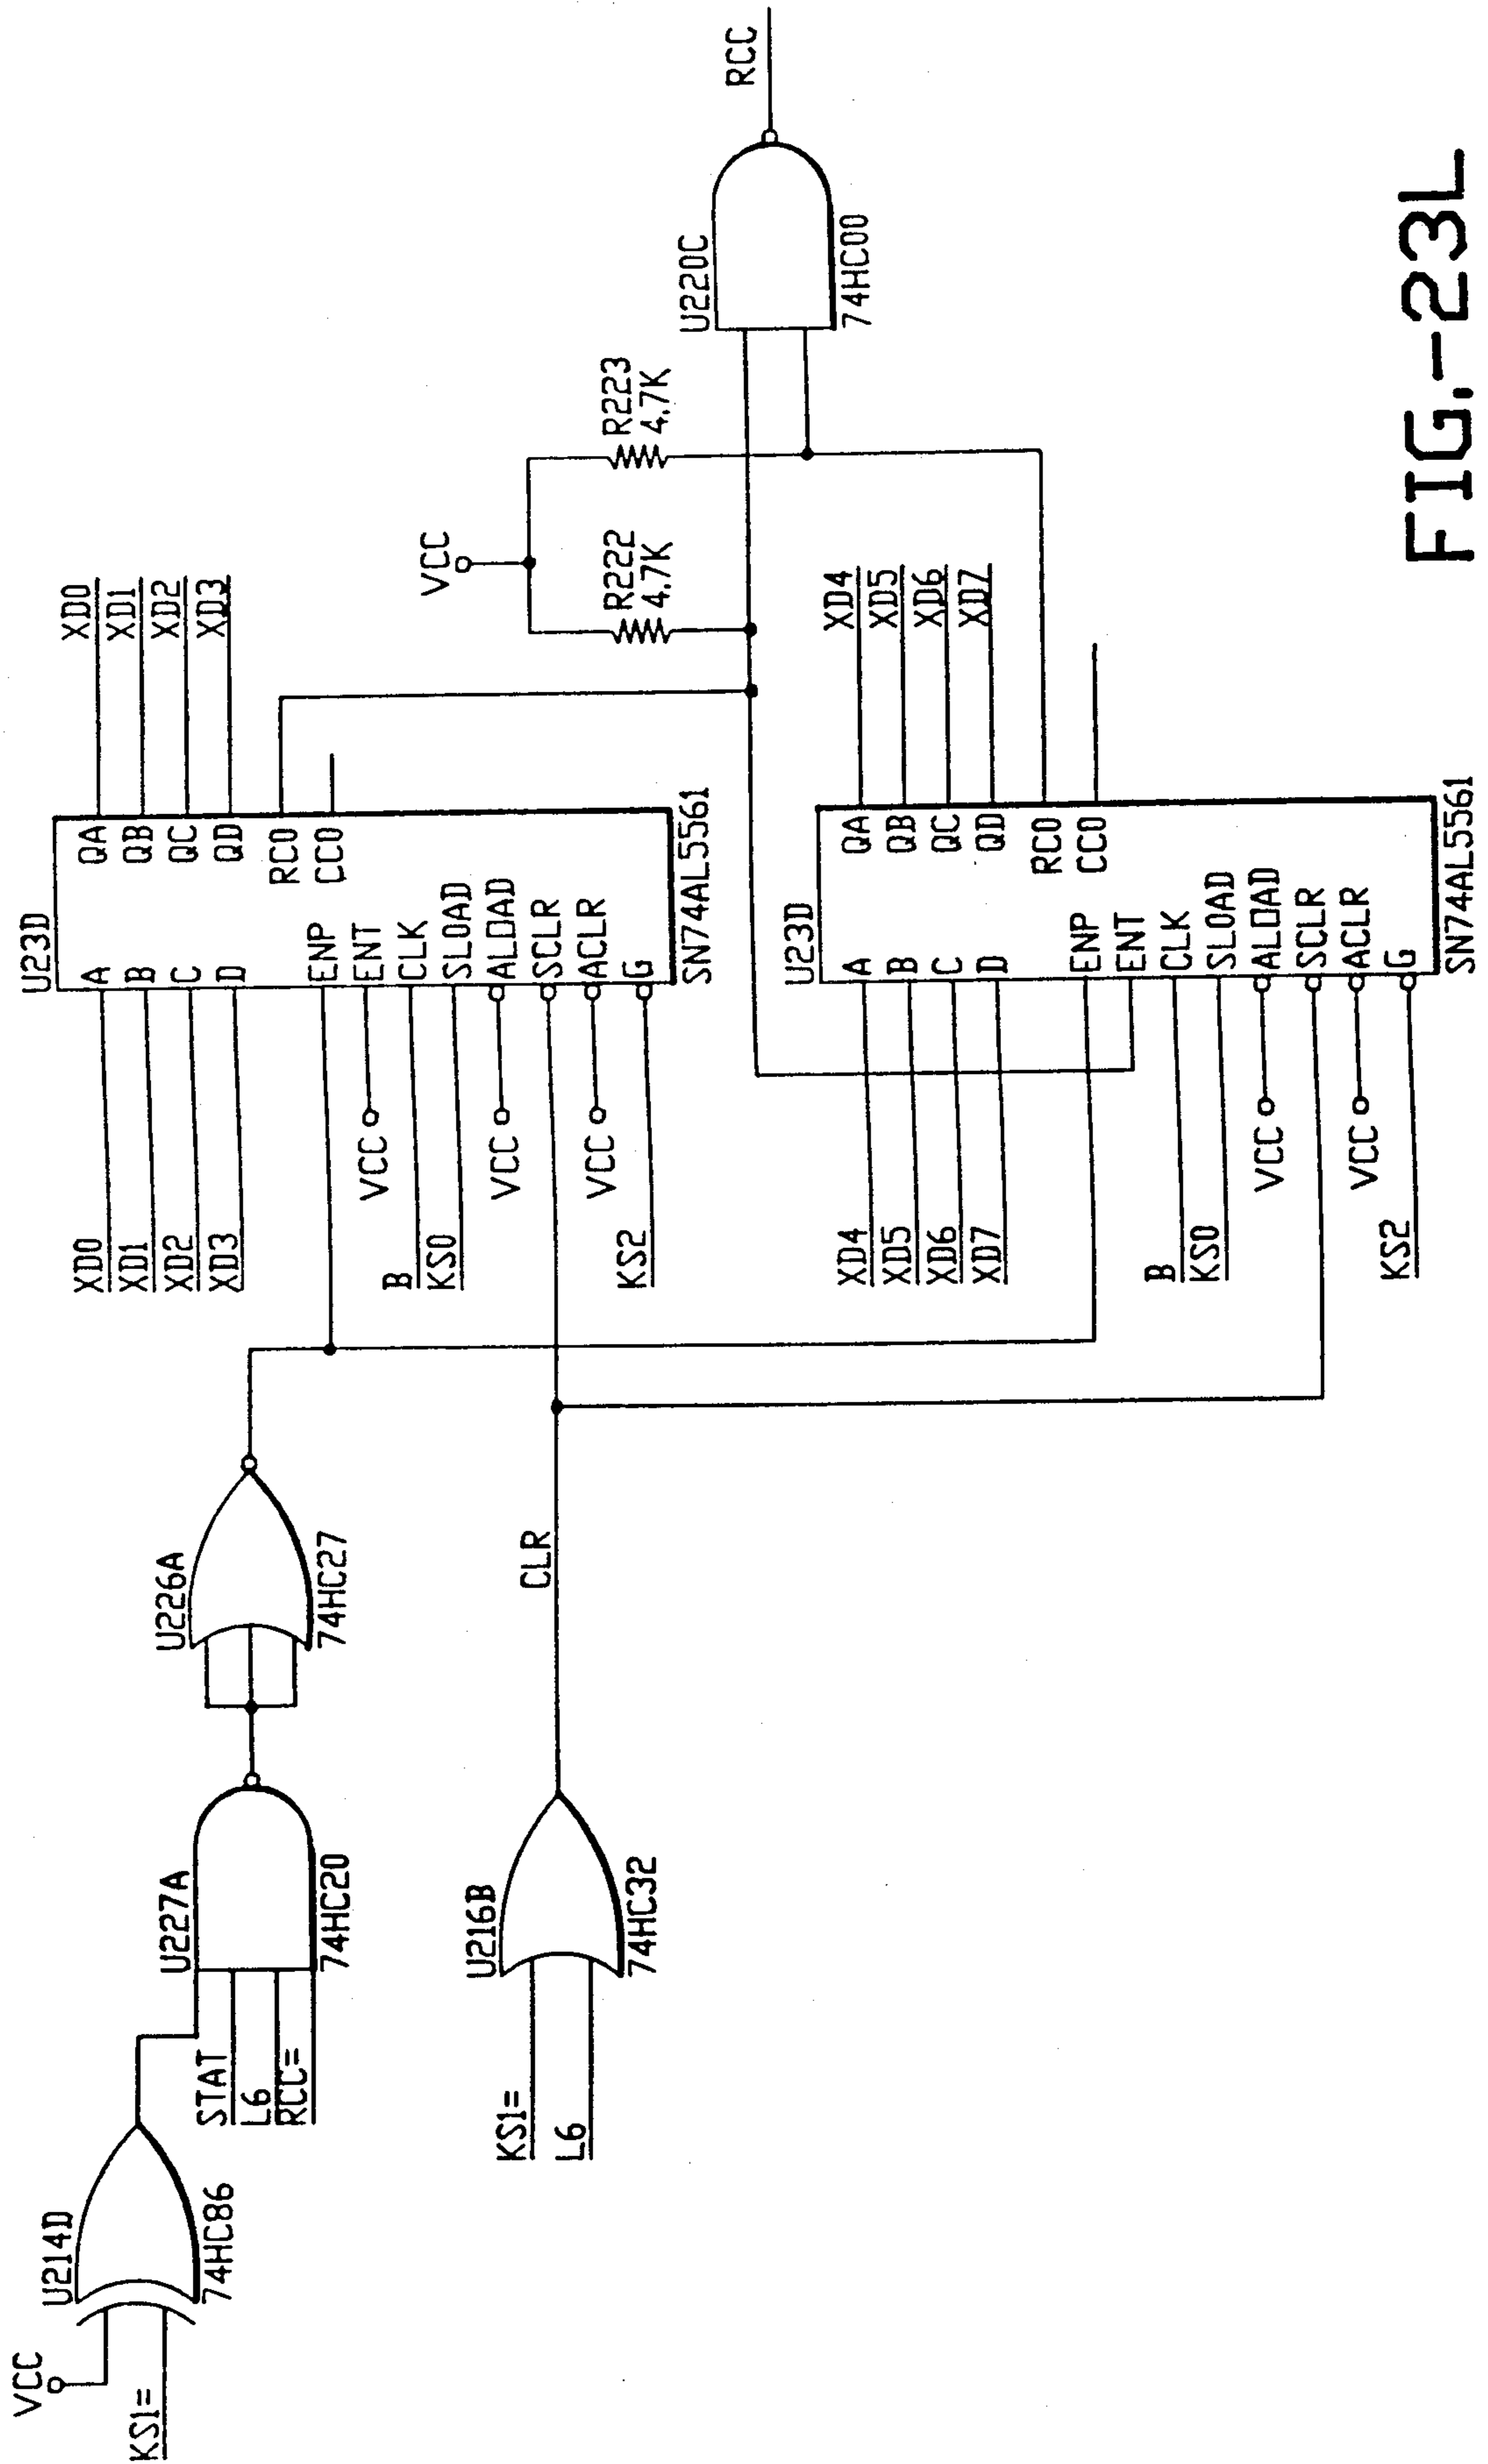 VCC
KS1=
U214D
74HC86
STAT
L6
RCC=
U227A
74HC20
U226A
74HC27
KS1=
L6
U216B
74HC32
CLR
XD0
XD1
XD2
XD3
VCC
B
KS0
VCC
VCC
KS2
U23D
A
B
C
D
ENP
ENT
CLK
SLOAD
ALOAD
SCLR
ACLR
G
QA
QB
QC
QD
RCO
CCO
SN74ALS561
XD0
XD1
XD2
XD3
XD4
XD5
XD6
XD7
B
KS0
VCC
VCC
KS2
U23D
A
B
C
D
ENP
ENT
CLK
SLOAD
ALOAD
SCLR
ACLR
G
QA
QB
QC
QD
RCO
CCO
SN74ALS561
XD4
XD5
XD6
XD7
VCC
R222
4.7K
R223
4.7K
U220C
74HC00
RCC
FIG.-23L